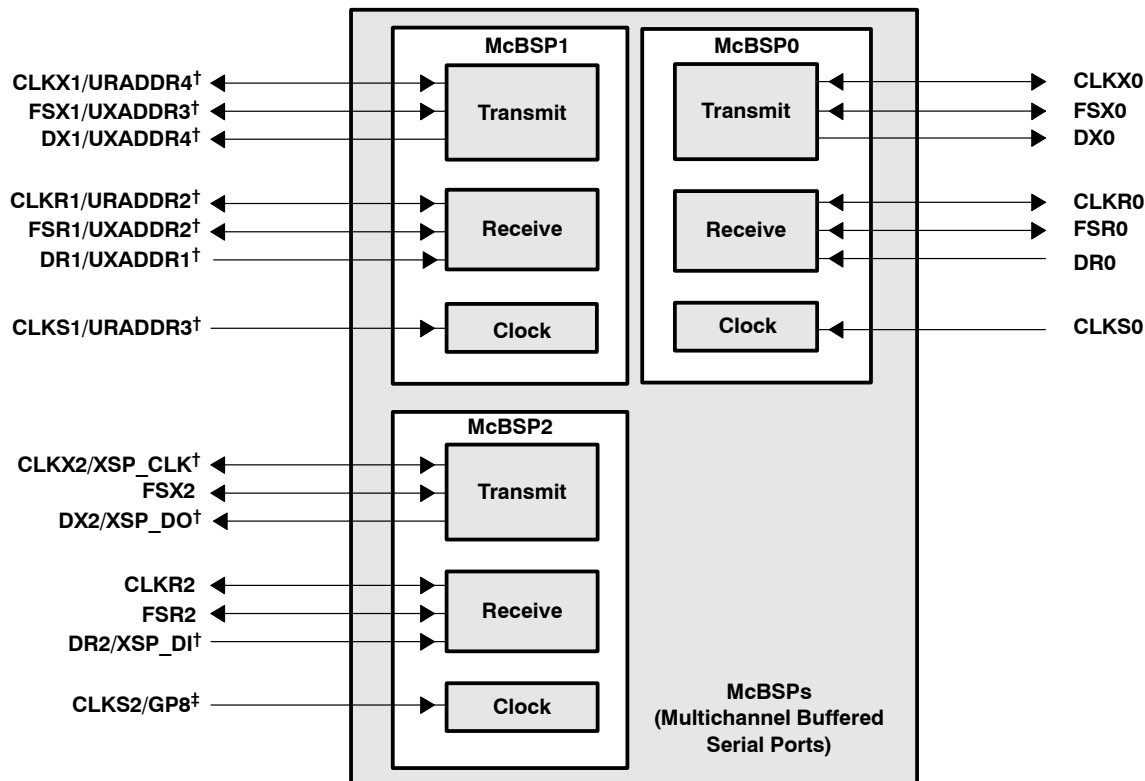 McBSP1
CLKX1/URADDR4†
FSX1/UXADDR3†
DX1/UXADDR4†
Transmit
CLKR1/URADDR2†
FSR1/UXADDR2†
DR1/UXADDR1†
Receive
CLKS1/URADDR3†
Clock
McBSP0
Transmit
CLKX0
FSX0
DX0
Receive
CLKR0
FSR0
DR0
Clock
CLKS0
McBSP2
CLKX2/XSP_CLK†
FSX2
DX2/XSP_DO†
Transmit
CLKR2
FSR2
DR2/XSP_DI†
Receive
CLKS2/GP8‡
Clock
McBSPs
(Multichannel Buffered
Serial Ports)